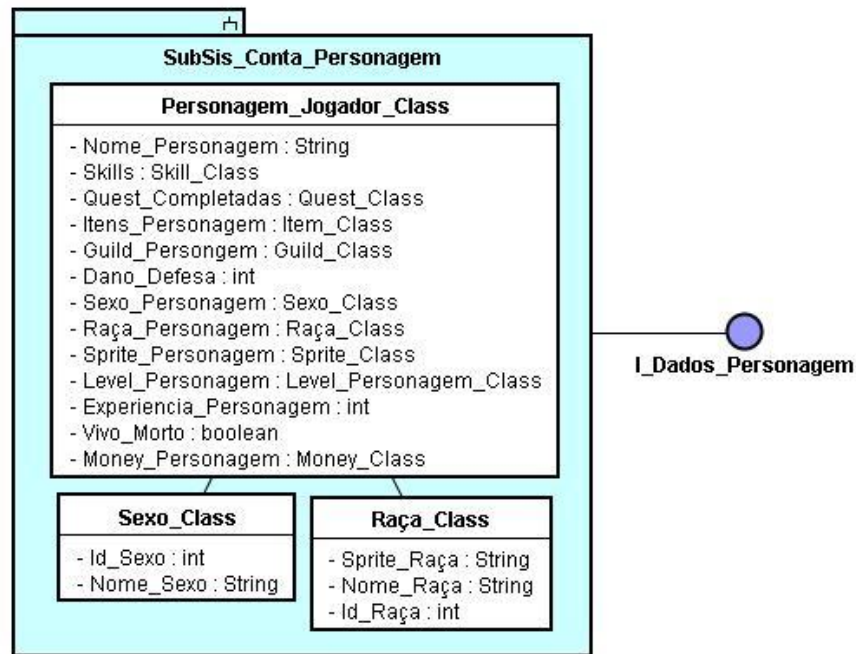 SubSis_Conta_Personagem
Personagem_Jogador_Class
- Nome_Personagem : String
- Skills : Skill_Class
- Quest_Completadas : Quest_Class
- Itens_Personagem : Item_Class
- Guild_Persongem : Guild_Class
- Dano_Defesa : int
- Sexo_Personagem : Sexo_Class
- Raça_Personagem : Raça_Class
- Sprite_Personagem : Sprite_Class
- Level_Personagem : Level_Personagem_Class
- Experiencia_Personagem : int
- Vivo_Morto : boolean
- Money_Personagem : Money_Class
Sexo_Class
- Id_Sexo : int
- Nome_Sexo : String
Raça_Class
- Sprite_Raça : String
- Nome_Raça : String
- Id_Raça : int
I_Dados_Personagem